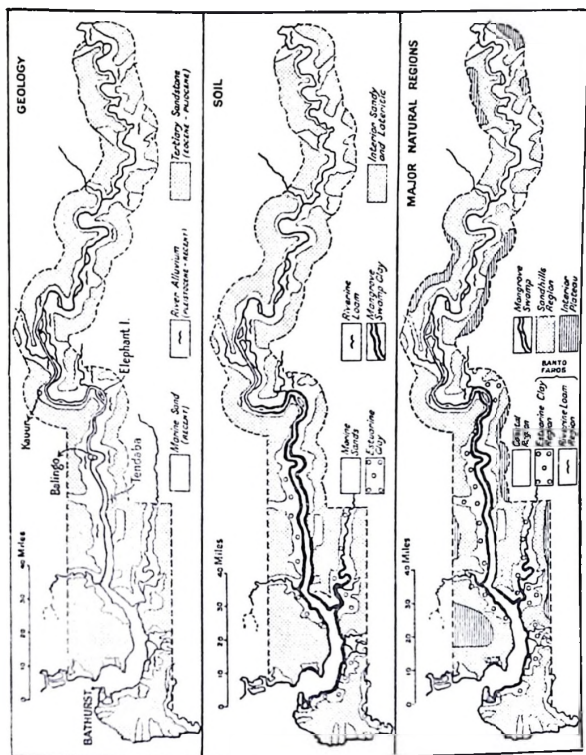 GEOLOGY
0 10 20 30 40 Miles
BATHURST
Kauur
Balingo
Tendaba
Elephant I.
Marine Sand
(RECENT)
River Alluvium
(PLEISTOCENE-RECENT)
Tertiary Sandstone
(EOCENE - PLIOCENE)
SOIL
0 10 20 30 40 Miles
Marine Sands
Estuarine Clay
Riverine Loam
Mangrove Swamp Clay
Interior Sandy and Lateritic
MAJOR NATURAL REGIONS
0 10 20 30 40 Miles
Coastal Region
Estuarine Clay Region
Riverine Loam Region
BANTO FAROS
Mangrove Swamp
Sandhills Region
Interior Plateau